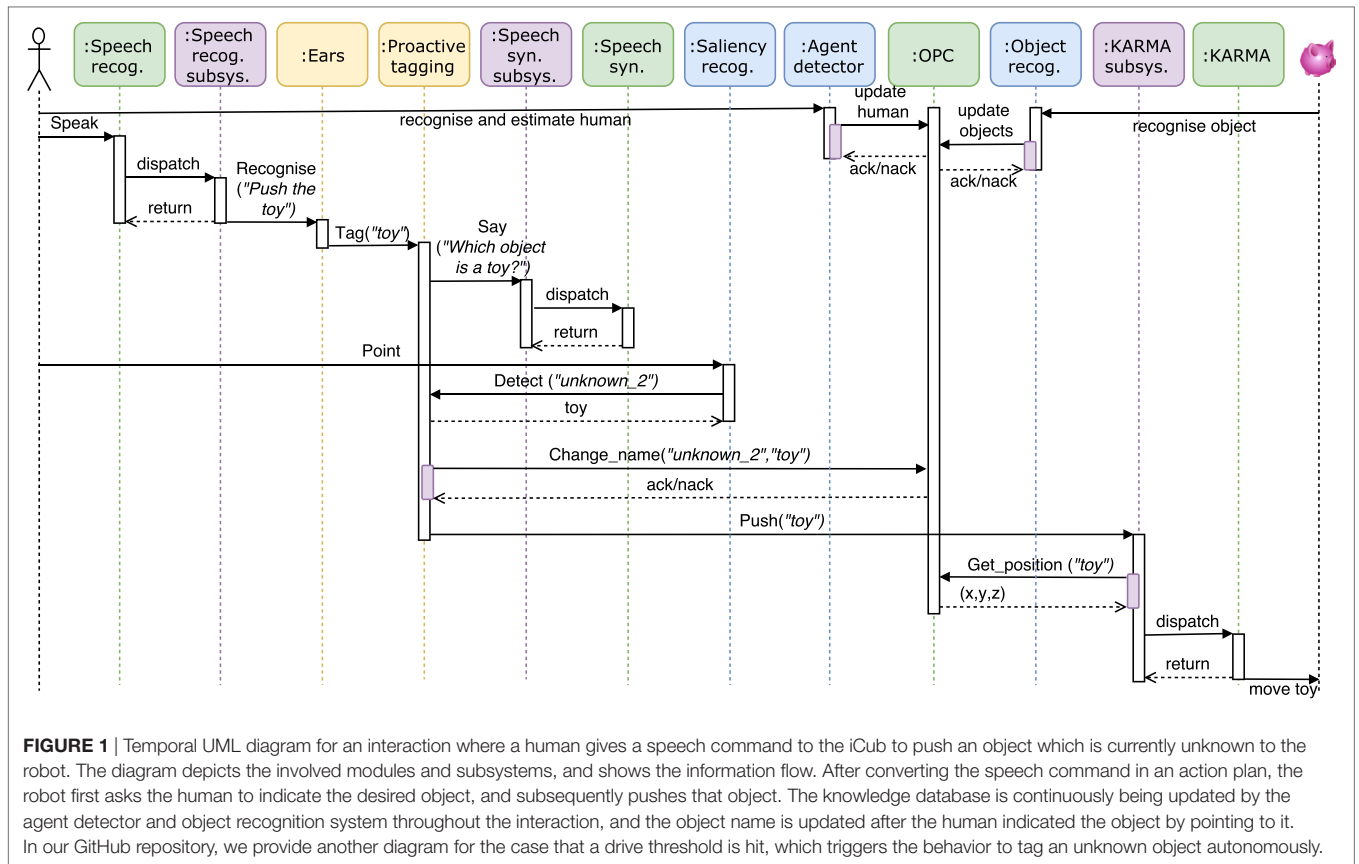 :Speech
recog.
:Speech
recog.
subsys.
:Ears
:Proactive
tagging
:Speech
syn.
subsys.
:Speech
syn.
:Saliency
recog.
:Agent
detector
:OPC
:Object
recog.
:KARMA
subsys.
:KARMA
update
human
update
objects
recognise and estimate human
recognise object
Speak
dispatch
Recognise
("Push the
toy")
ack/nack
ack/nack
return
Tag("toy")
Say
("Which object
is a toy?")
dispatch
return
Point
Detect ("unknown_2")
toy
Change_name("unknown_2","toy")
ack/nack
Push("toy")
Get_position ("toy")
(x,y,z)
dispatch
return
move toy
FIGURE 1 | Temporal UML diagram for an interaction where a human gives a speech command to the iCub to push an object which is currently unknown to the
robot. The diagram depicts the involved modules and subsystems, and shows the information flow. After converting the speech command in an action plan, the
robot first asks the human to indicate the desired object, and subsequently pushes that object. The knowledge database is continuously being updated by the
agent detector and object recognition system throughout the interaction, and the object name is updated after the human indicated the object by pointing to it.
In our GitHub repository, we provide another diagram for the case that a drive threshold is hit, which triggers the behavior to tag an unknown object autonomously.